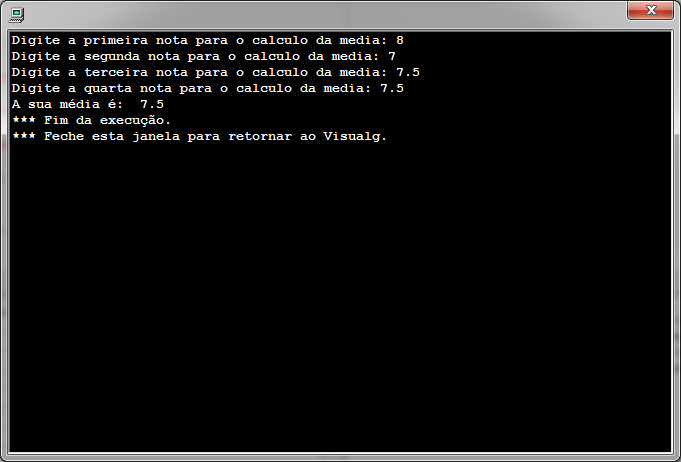 Digite a primeira nota para o calculo da media: 8
Digite a segunda nota para o calculo da media: 7
Digite a terceira nota para o calculo da media: 7.5
Digite a quarta nota para o calculo da media: 7.5
A sua média é:  7.5
*** Fim da execução.
*** Feche esta janela para retornar ao Visualg.